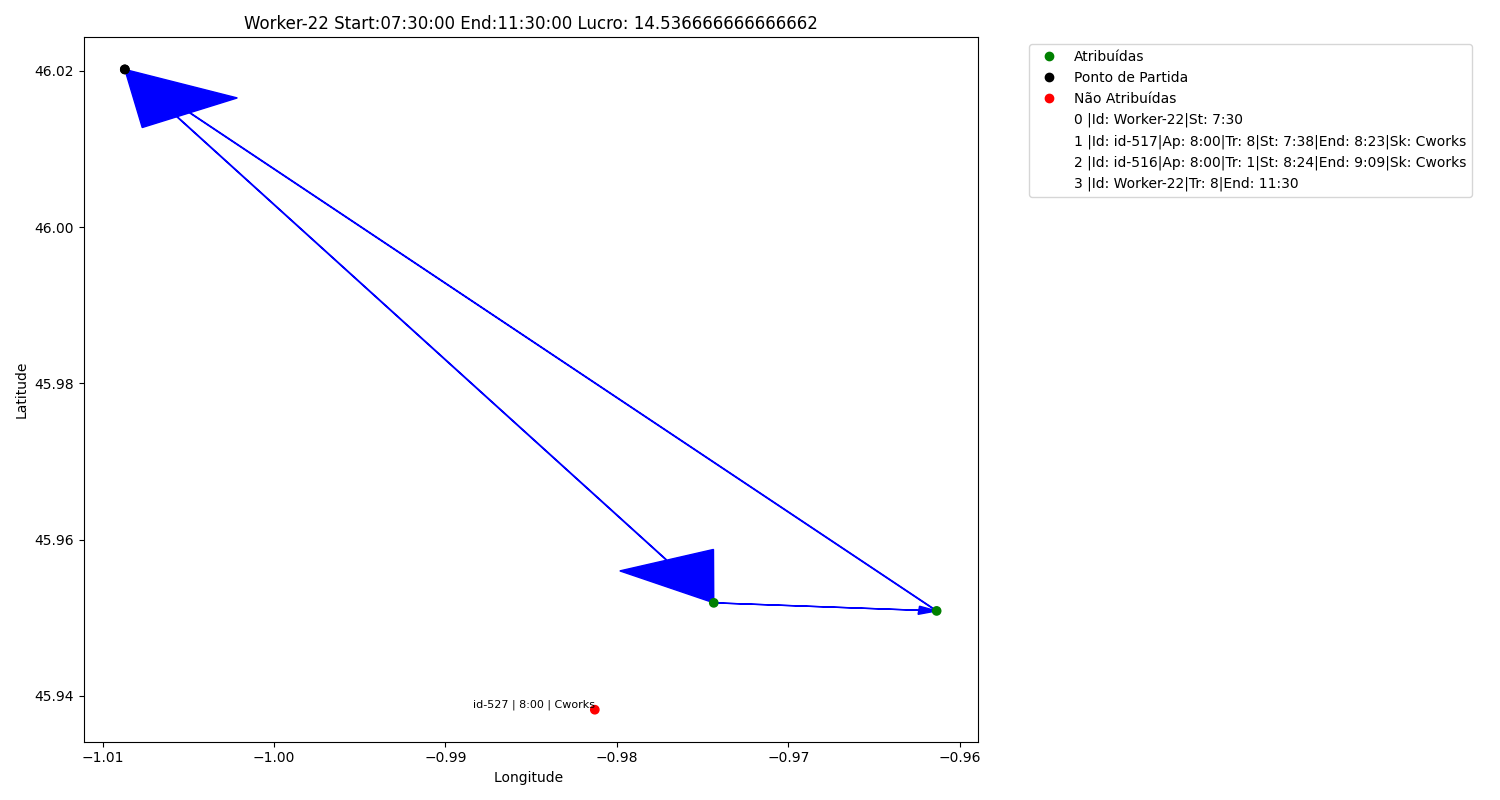 Worker-22 Start:07:30:00 End:11:30:00 Lucro: 14.536666666666662
Atribuídas
Ponto de Partida
Não Atribuídas
0 |Id: Worker-22|St: 7:30
1 |Id: id-517|Ap: 8:00|Tr: 8|St: 7:38|End: 8:23|Sk: Cworks
2 |Id: id-516|Ap: 8:00|Tr: 1|St: 8:24|End: 9:09|Sk: Cworks
3 |Id: Worker-22|Tr: 8|End: 11:30
46.02
46.00
45.98
45.96
45.94
Latitude
id-527 | 8:00 | Cworks
−1.01 −1.00 −0.99 −0.98 −0.97 −0.96
Longitude